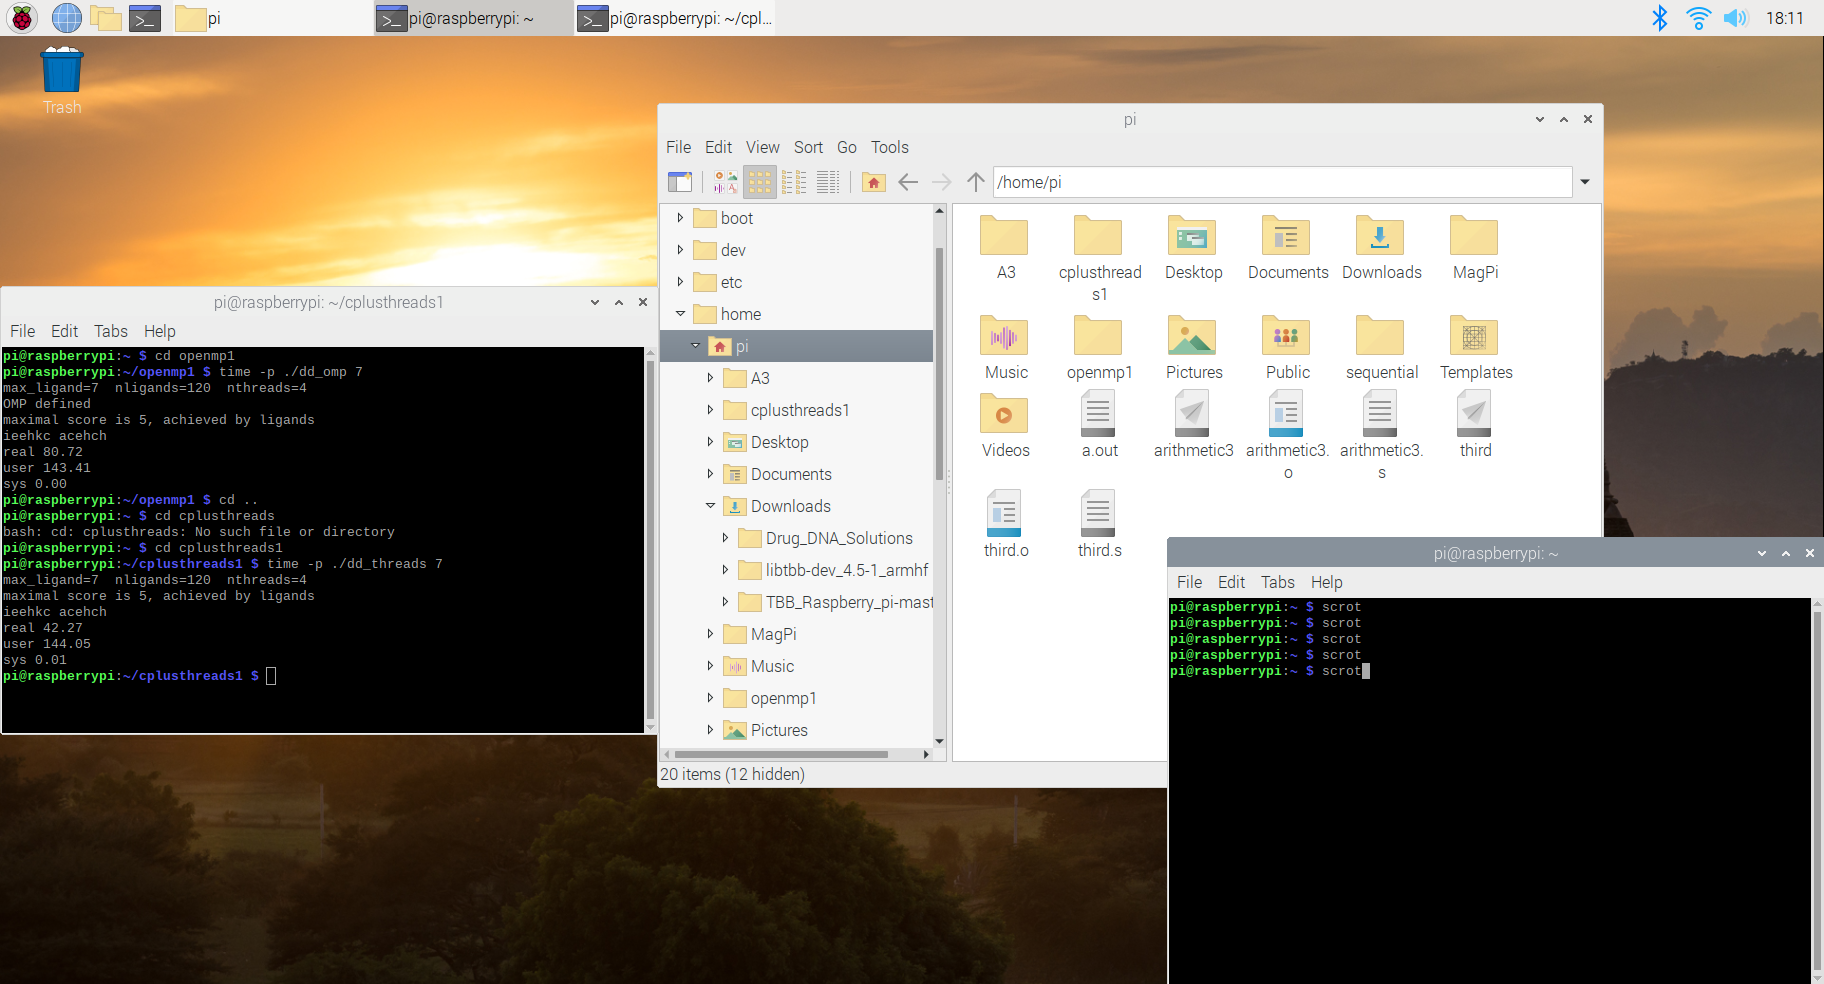 pi
pi@raspberrypi: ~
pi@raspberrypi: ~/cpl...
18:11
Trash
pi
File Edit View Sort Go Tools
/home/pi
boot
dev
etc
home
pi
A3
cplusthreads1
Desktop
Documents
Downloads
Drug_DNA_Solutions
libtbb-dev_4.5-1_armhf
TBB_Raspberry_pi-mast
MagPi
Music
openmp1
Pictures
A3
cplusthread
s1
Desktop
Documents
Downloads
MagPi
Music
openmp1
Pictures
Public
sequential
Templates
Videos
a.out
arithmetic3
arithmetic3.
o
arithmetic3.
s
third
third.o
third.s
20 items (12 hidden)
pi@raspberrypi: ~/cplusthreads1
File Edit Tabs Help
pi@raspberrypi:~ $ cd openmp1
pi@raspberrypi:~/openmp1 $ time -p ./dd_omp 7
max_ligand=7  nligands=120  nthreads=4
OMP defined
maximal score is 5, achieved by ligands
ieehkc acehch
real 80.72
user 143.41
sys 0.00
pi@raspberrypi:~/openmp1 $ cd ..
pi@raspberrypi:~ $ cd cplusthreads
bash: cd: cplusthreads: No such file or directory
pi@raspberrypi:~ $ cd cplusthreads1
pi@raspberrypi:~/cplusthreads1 $ time -p ./dd_threads 7
max_ligand=7  nligands=120  nthreads=4
maximal score is 5, achieved by ligands
ieehkc acehch
real 42.27
user 144.05
sys 0.01
pi@raspberrypi:~/cplusthreads1 $
pi@raspberrypi: ~
File Edit Tabs Help
pi@raspberrypi:~ $ scrot
pi@raspberrypi:~ $ scrot
pi@raspberrypi:~ $ scrot
pi@raspberrypi:~ $ scrot
pi@raspberrypi:~ $ scrot